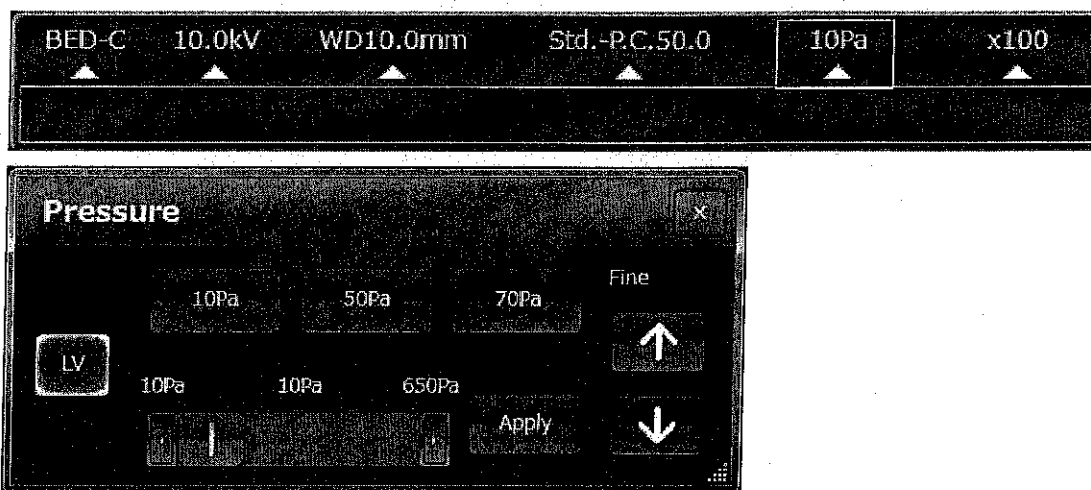 BED-C 10.0kV WD10.0mm Std.-P.C.50.0 10Pa x100
Pressure x
Fine
10Pa 50Pa 70Pa
LV
10Pa 10Pa 650Pa
Apply